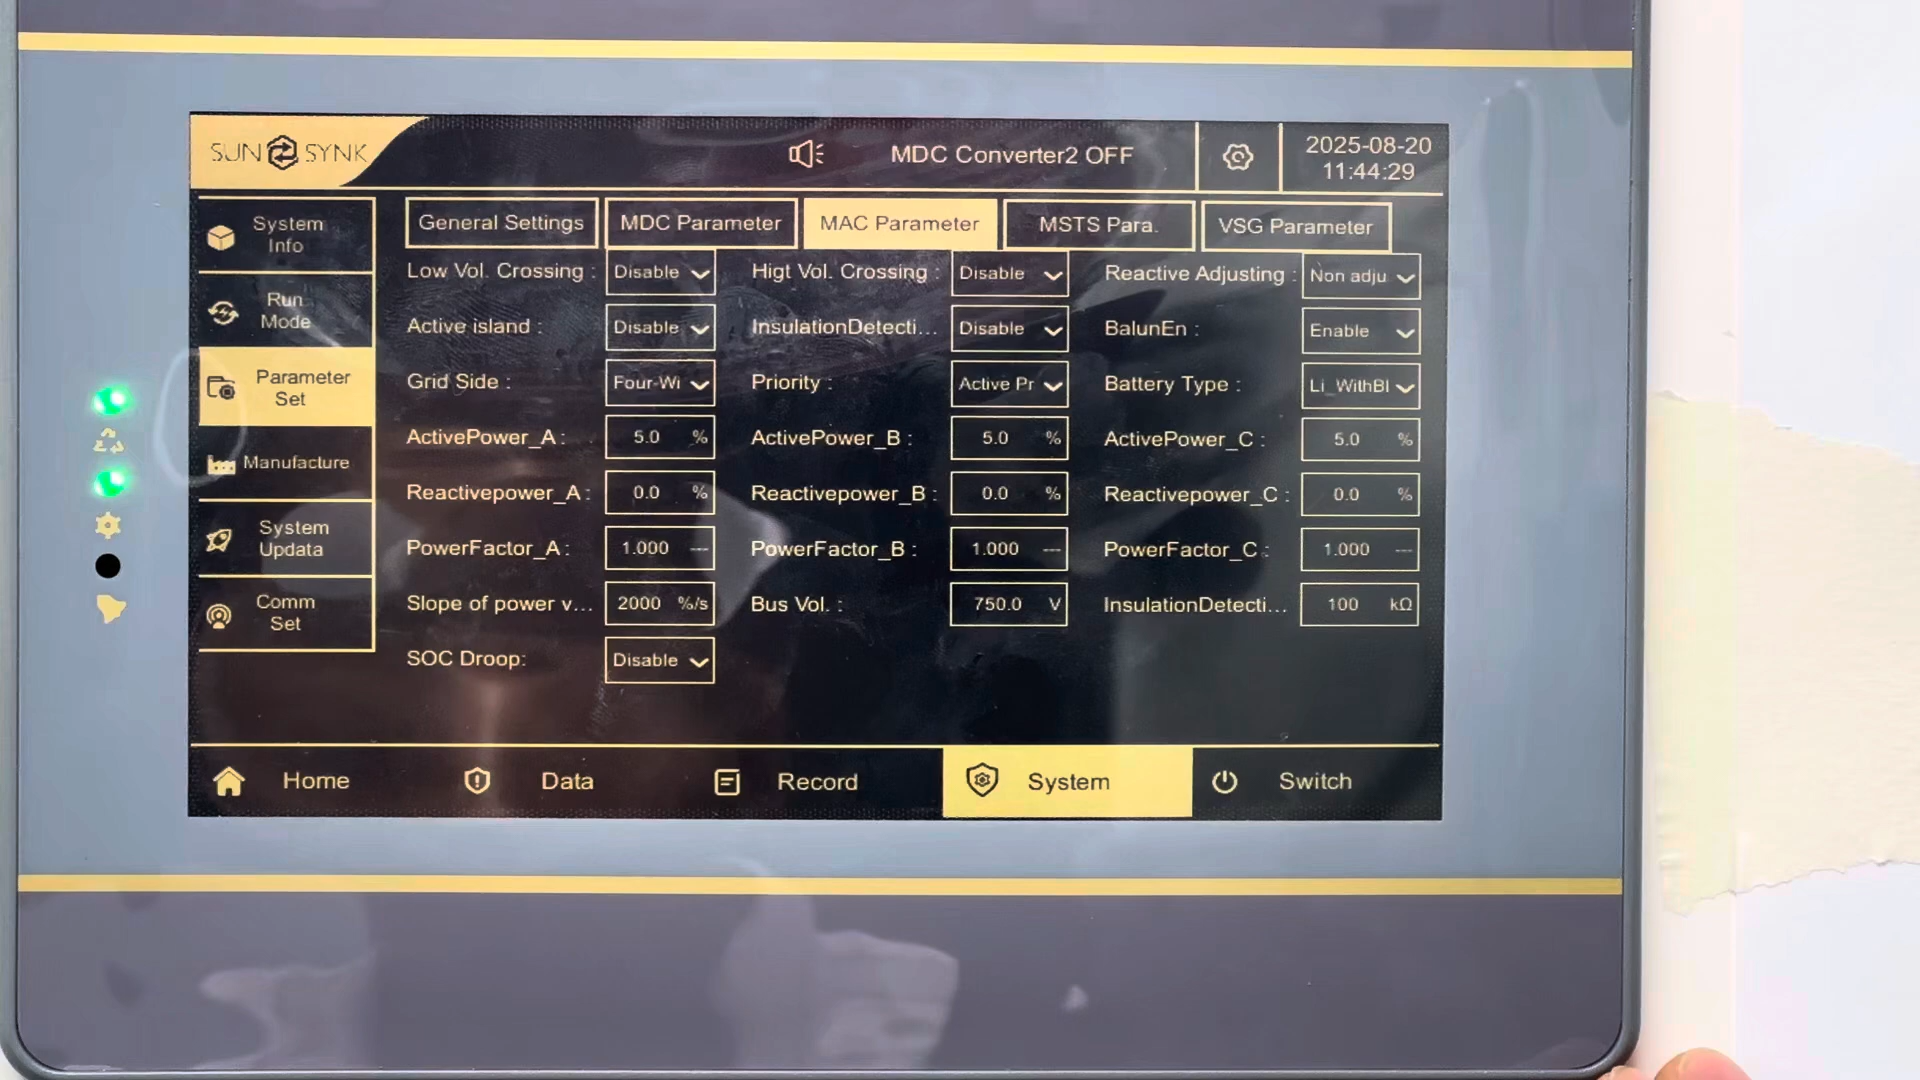 SUN SYNK
MDC Converter2 OFF
2025-08-20
11:44:29
System
Info
Run
Mode
Parameter
Set
Manufacture
System
Updata
Comm
Set
General Settings
MDC Parameter
MAC Parameter
MSTS Para.
VSG Parameter
Low Vol. Crossing : Disable
Higt Vol. Crossing : Disable
Reactive Adjusting : Non adju
Active island : Disable
InsulationDetecti... Disable
BalunEn : Enable
Grid Side : Four-Wi
Priority : Active Pr
Battery Type : Li_WithBl
ActivePower_A : 5.0 %
ActivePower_B : 5.0 %
ActivePower_C : 5.0 %
Reactivepower_A : 0.0 %
Reactivepower_B : 0.0 %
Reactivepower_C : 0.0 %
PowerFactor_A : 1.000 ---
PowerFactor_B : 1.000 ---
PowerFactor_C : 1.000 ---
Slope of power v... 2000 %/s
Bus Vol. : 750.0 V
InsulationDetecti... 100 kΩ
SOC Droop: Disable
Home
Data
Record
System
Switch